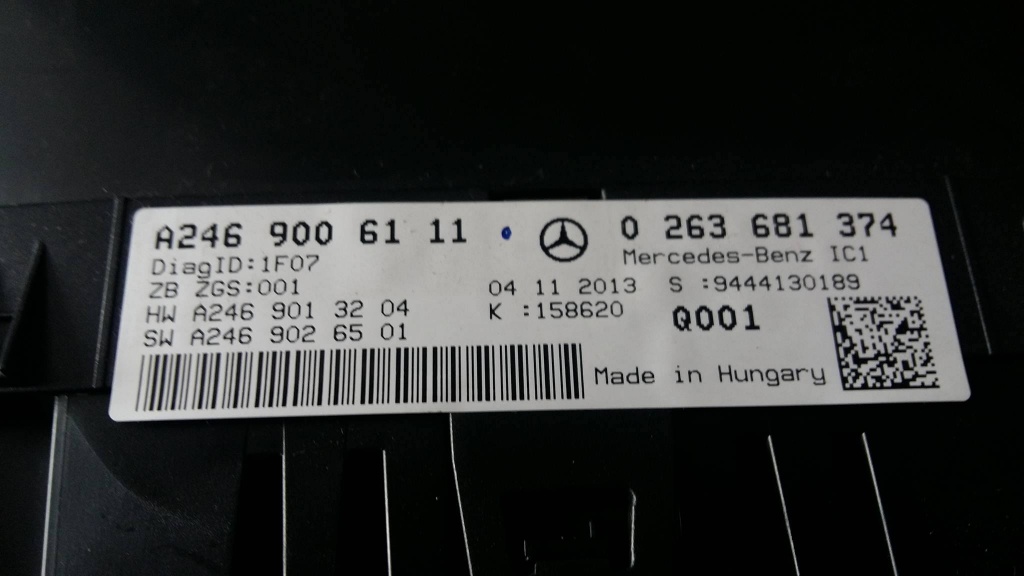 A246 900 61 11 0 263 681 374
DiagID:1F07 Mercedes-Benz IC1
ZB ZGS:001 04 11 2013 S :9444130189
HW A246 901 32 04 K :158620 Q001
SW A246 902 65 01
Made in Hungary